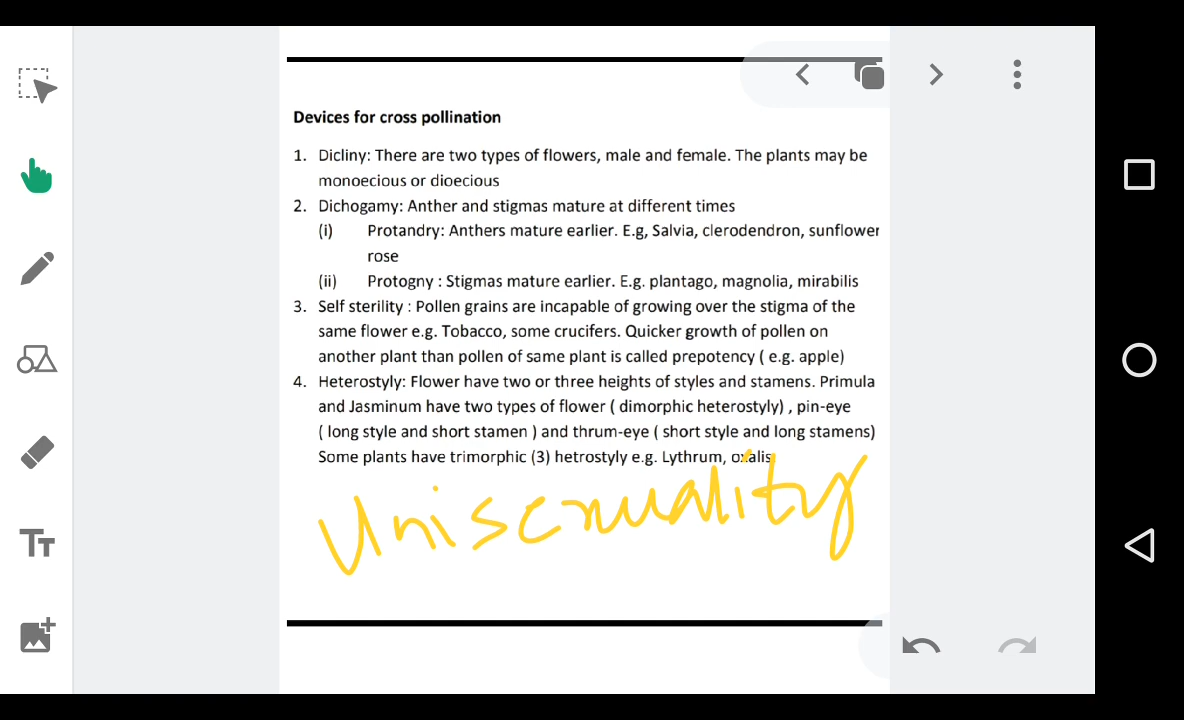 Devices for cross pollination
1. Dicliny: There are two types of flowers, male and female. The plants may be
monoecious or dioecious
2. Dichogamy: Anther and stigmas mature at different times
(i) Protandry: Anthers mature earlier. E.g, Salvia, clerodendron, sunflower
rose
(ii) Protogny : Stigmas mature earlier. E.g. plantago, magnolia, mirabilis
3. Self sterility : Pollen grains are incapable of growing over the stigma of the
same flower e.g. Tobacco, some crucifers. Quicker growth of pollen on
another plant than pollen of same plant is called prepotency ( e.g. apple)
4. Heterostyly: Flower have two or three heights of styles and stamens. Primula
and Jasminum have two types of flower ( dimorphic heterostyly) , pin-eye
( long style and short stamen ) and thrum-eye ( short style and long stamens)
Some plants have trimorphic (3) hetrostyly e.g. Lythrum, oxalis
Unisexuality
TT